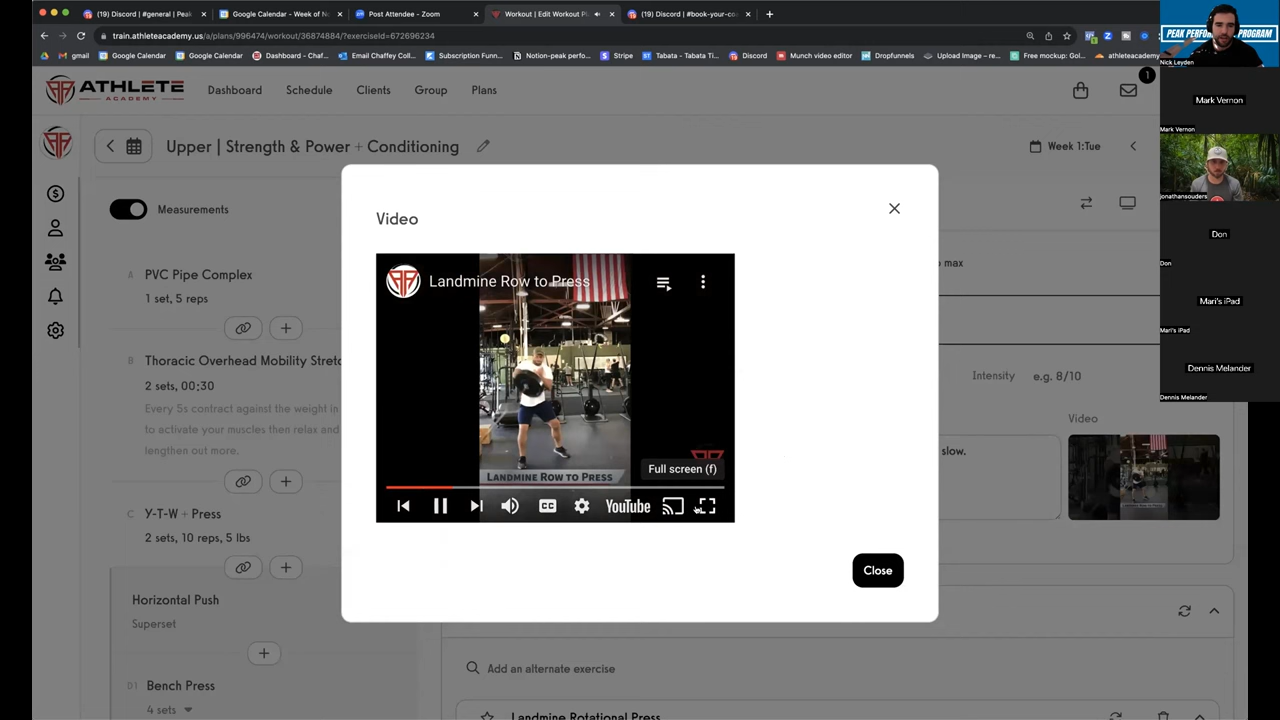 (19) Discord | #general | Peak
Google Calendar - Week of No
Post Attendee - Zoom
Workout | Edit Workout Pl
(19) Discord | #book-your-co
train.athleteacademy.us/a/plans/996474/workout/36874884/?exerciseId=672696234
gmail
Google Calendar
Google Calendar
Dashboard – Chaf...
Email Chaffey Coll...
Subscription Funn...
Notion-peak perfor...
Stripe
Tabata - Tabata Ti...
Discord
Munch video editor
Dropfunnels
Upload Image – re...
Free mockup: Gol...
athleteacademy
PEAK PERFO PROGRAM
Nick Leyden
ATHLETE
ACADEMY
Dashboard
Schedule
Clients
Group
Plans
1
Mark Vernon
Mark Vernon
Upper | Strength & Power + Conditioning
Week 1:Tue
jonathansouders
Measurements
Video
Don
Don
A PVC Pipe Complex
1 set, 5 reps
o max
Landmine Row to Press
Mari's iPad
Mari's iPad
B Thoracic Overhead Mobility Stretc
2 sets, 00:30
Every 5s contract against the weight in
to activate your muscles then relax and
lengthen out more.
Intensity
e.g. 8/10
Dennis Melander
Dennis Melander
Video
slow.
Full screen (f)
LANDMINE ROW TO PRESS
CC
YouTube
C Y-T-W + Press
2 sets, 10 reps, 5 lbs
Close
Horizontal Push
Superset
Add an alternate exercise
D1 Bench Press
4 sets
Landmine Rotational Press